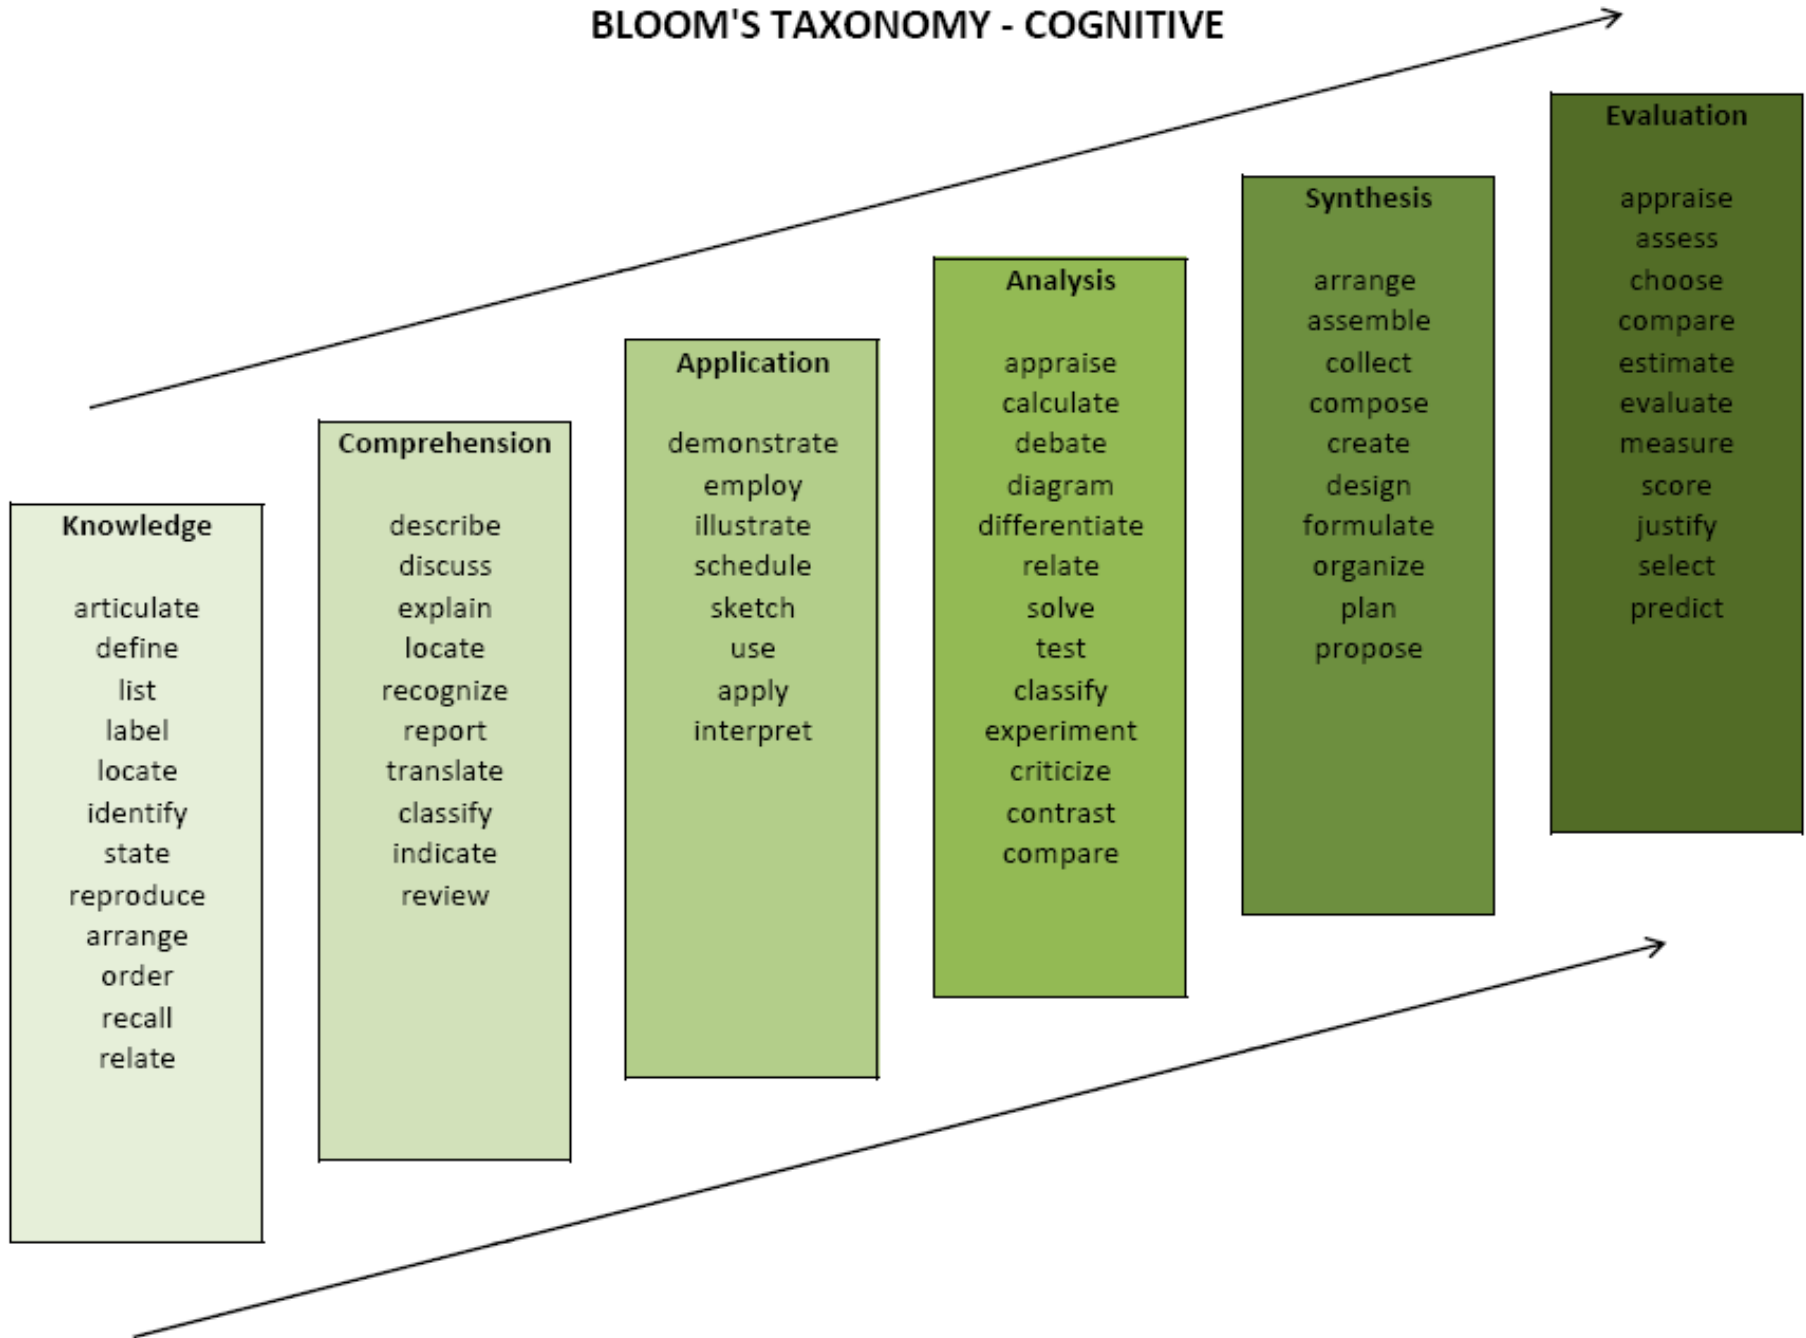 BLOOM'S TAXONOMY - COGNITIVE
Knowledge
articulate
define
list
label
locate
identify
state
reproduce
arrange
order
recall
relate
Comprehension
describe
discuss
explain
locate
recognize
report
translate
classify
indicate
review
Application
demonstrate
employ
illustrate
schedule
sketch
use
apply
interpret
Analysis
appraise
calculate
debate
diagram
differentiate
relate
solve
test
classify
experiment
criticize
contrast
compare
Synthesis
arrange
assemble
collect
compose
create
design
formulate
organize
plan
propose
Evaluation
appraise
assess
choose
compare
estimate
evaluate
measure
score
justify
select
predict